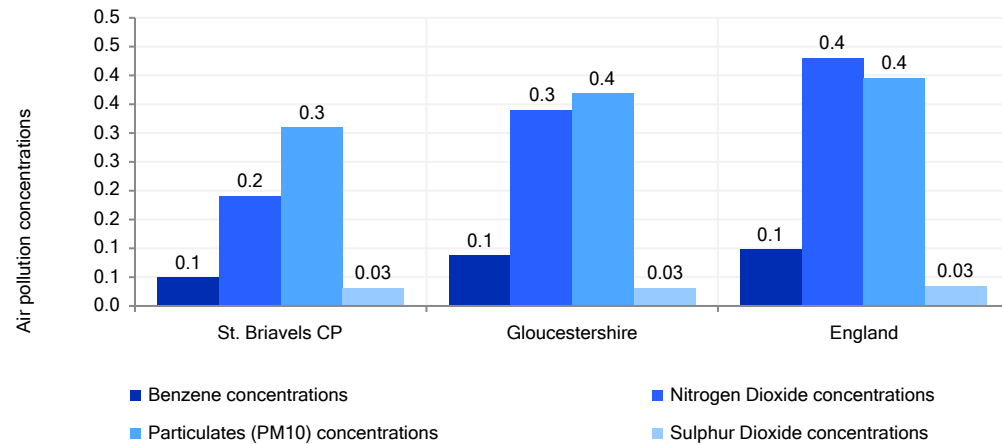 Air pollution concentrations
0.5
0.5
0.4
0.4
0.3
0.3
0.2
0.2
0.1
0.1
0.0
0.1
0.2
0.3
0.03
0.1
0.3
0.4
0.03
0.1
0.4
0.4
0.03
St. Briavels CP
Gloucestershire
England
Benzene concentrations
Nitrogen Dioxide concentrations
Particulates (PM10) concentrations
Sulphur Dioxide concentrations